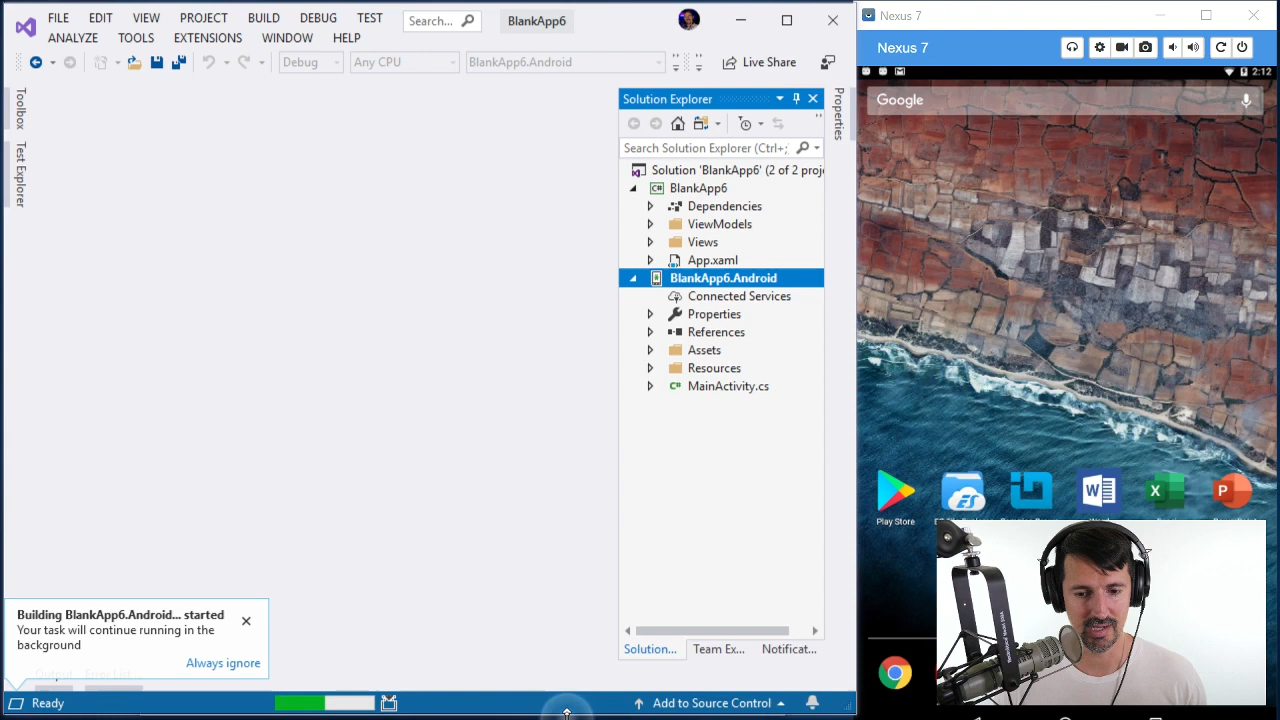 FILE EDIT VIEW PROJECT BUILD DEBUG TEST
ANALYZE TOOLS EXTENSIONS WINDOW HELP
Search...
BlankApp6
Debug
Any CPU
BlankApp6.Android
Live Share
Toolbox
Test Explorer
Solution Explorer
Search Solution Explorer (Ctrl+;
Solution 'BlankApp6' (2 of 2 proj
BlankApp6
Dependencies
ViewModels
Views
App.xaml
BlankApp6.Android
Connected Services
Properties
References
Assets
Resources
MainActivity.cs
Solution... Team Ex... Notificat...
Properties
Building BlankApp6.Android... started
Your task will continue running in the
background
Always ignore
Output Error List
Ready
Add to Source Control
Nexus 7
Nexus 7
2:12
Google
Play Store